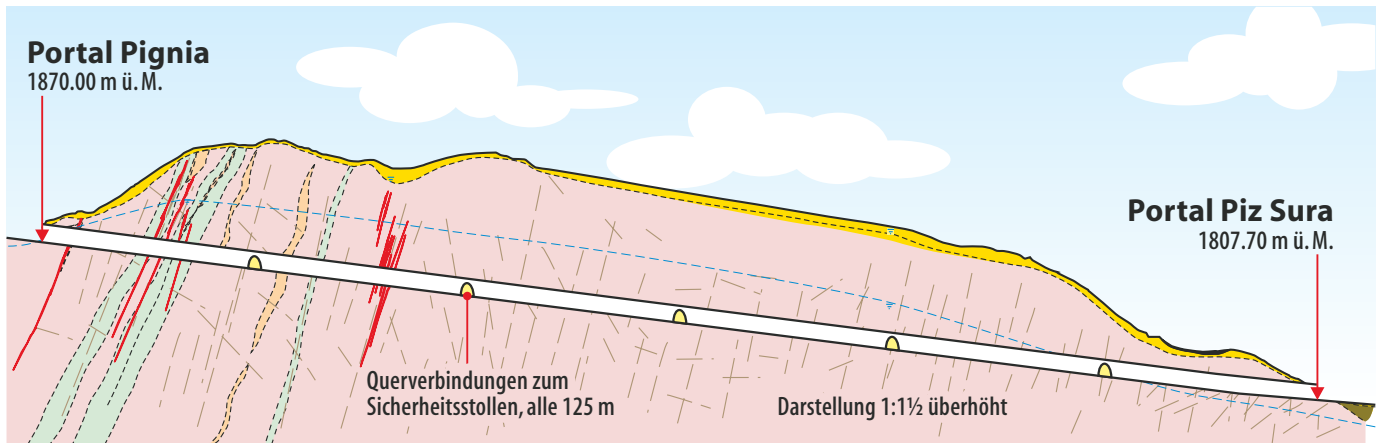 Portal Pignia
1870.00 m ü. M.
Portal Piz Sura
1807.70 m ü. M.
Querverbindungen zum
Sicherheitsstollen, alle 125 m
Darstellung 1:1½ überhöht